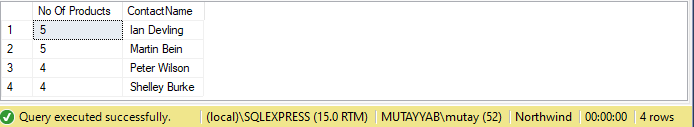 No Of Products ContactName
1 5 Ian Devling
2 5 Martin Bein
3 4 Peter Wilson
4 4 Shelley Burke
Query executed successfully. (local)\SQLEXPRESS (15.0 RTM) MUTAYYAB\mutay (52) Northwind 00:00:00 4 rows